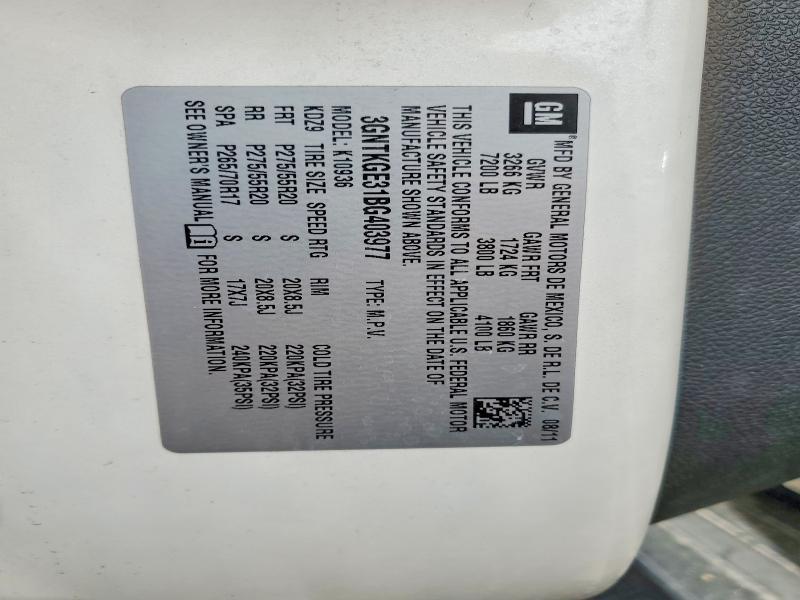 GM ® MFD BY GENERAL MOTORS DE MEXICO, S. DE R.L. DE C.V. 08/11
GVWR GAWR FRT GAWR RR
3266 KG 1724 KG 1860 KG
7200 LB 3800 LB 4100 LB
THIS VEHICLE CONFORMS TO ALL APPLICABLE U.S. FEDERAL MOTOR
VEHICLE SAFETY STANDARDS IN EFFECT ON THE DATE OF
MANUFACTURE SHOWN ABOVE.
3GNTKGE31BG403977 TYPE: M.P.V.
MODEL: K10936
KDZ9 TIRE SIZE SPEED RTG RIM COLD TIRE PRESSURE
FRT P275/55R20 S 20X8.5J 220KPA(32PSI)
RR P275/55R20 S 20X8.5J 220KPA(32PSI)
SPA P265/70R17 S 17X7J 240KPA(35PSI)
SEE OWNER'S MANUAL i FOR MORE INFORMATION.